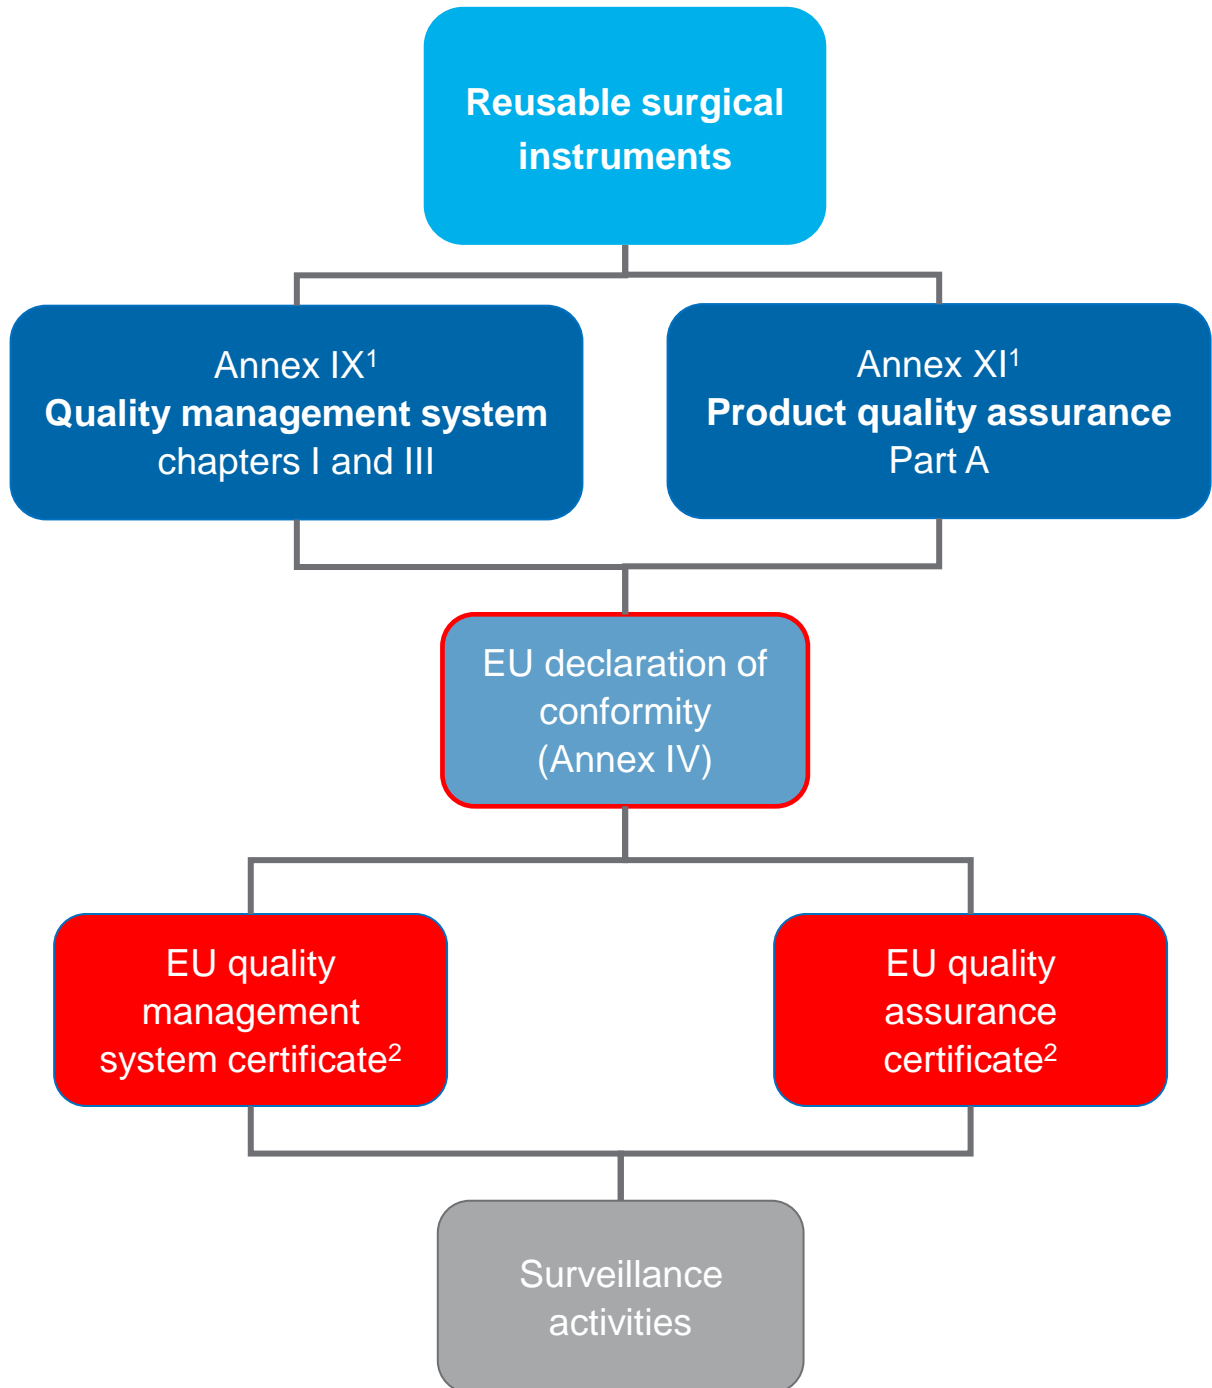 Reusable surgical
instruments
Annex IX¹
Quality management system
chapters I and III
Annex XI¹
Product quality assurance
Part A
EU declaration of
conformity
(Annex IV)
EU quality
management
system certificate²
EU quality
assurance
certificate²
Surveillance
activities